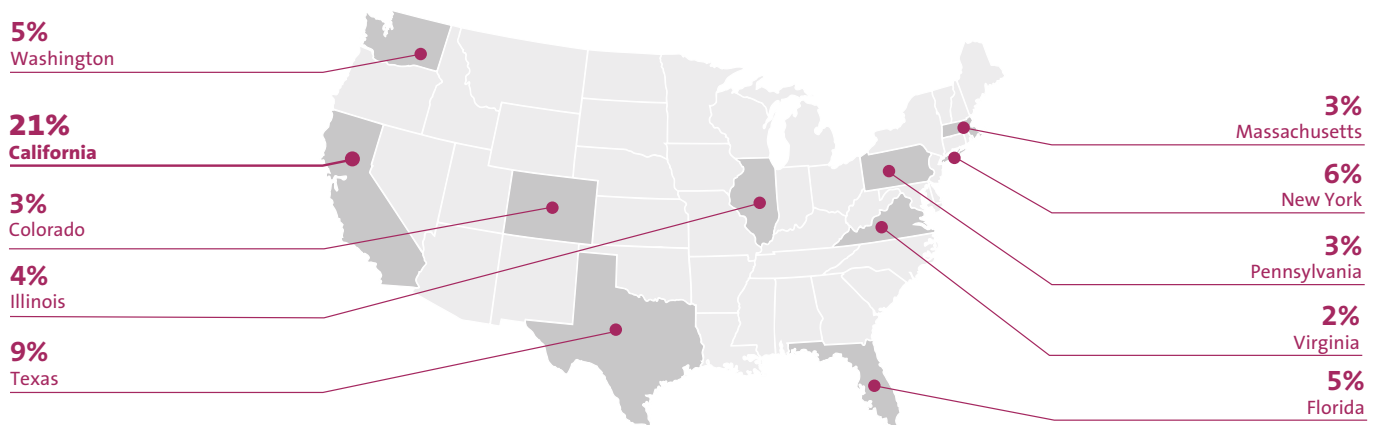 5%
Washington
21%
California
3%
Colorado
4%
Illinois
9%
Texas
3%
Massachusetts
6%
New York
3%
Pennsylvania
2%
Virginia
5%
Florida